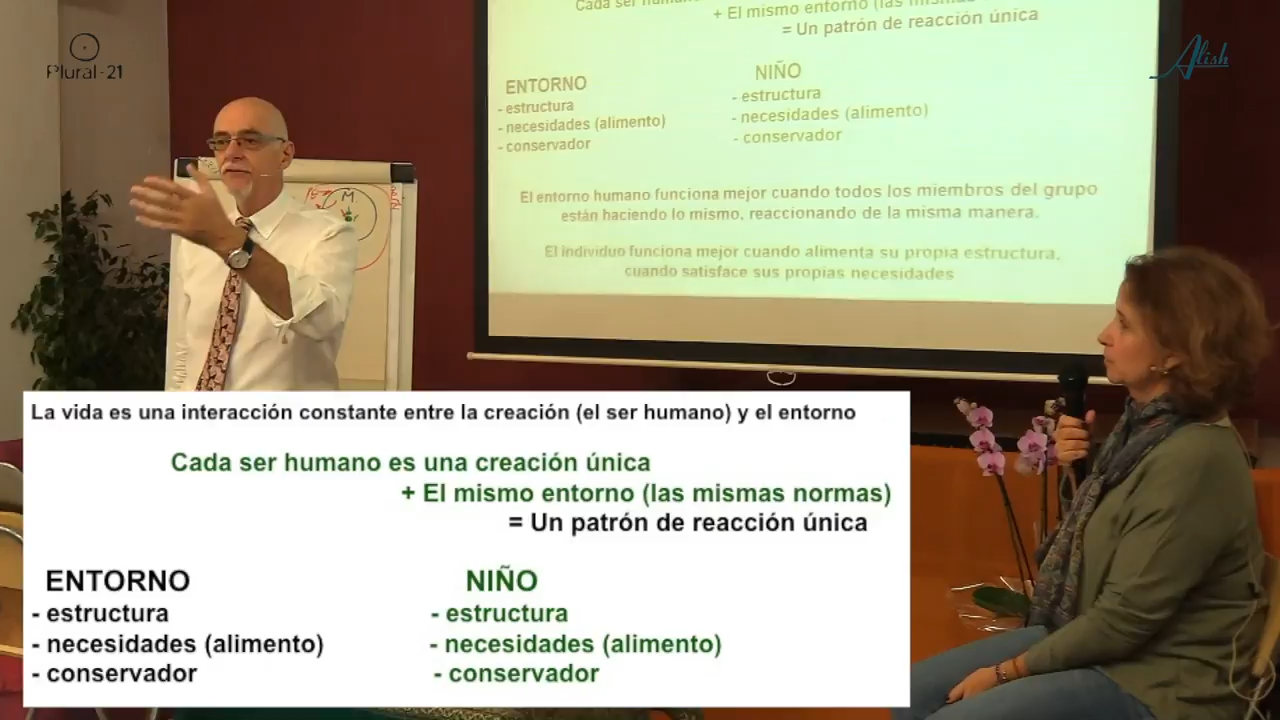 Plural-21
Alish
Cada ser humano
+ El mismo entorno (las mismas
= Un patrón de reacción única
ENTORNO
- estructura
- necesidades (alimento)
- conservador
NIÑO
- estructura
- necesidades (alimento)
- conservador
El entorno humano funciona mejor cuando todos los miembros del grupo
están haciendo lo mismo, reaccionando de la misma manera.
El individuo funciona mejor cuando alimenta su propia estructura,
cuando satisface sus propias necesidades
M
La vida es una interacción constante entre la creación (el ser humano) y el entorno
Cada ser humano es una creación única
+ El mismo entorno (las mismas normas)
= Un patrón de reacción única
ENTORNO
- estructura
- necesidades (alimento)
- conservador
NIÑO
- estructura
- necesidades (alimento)
- conservador